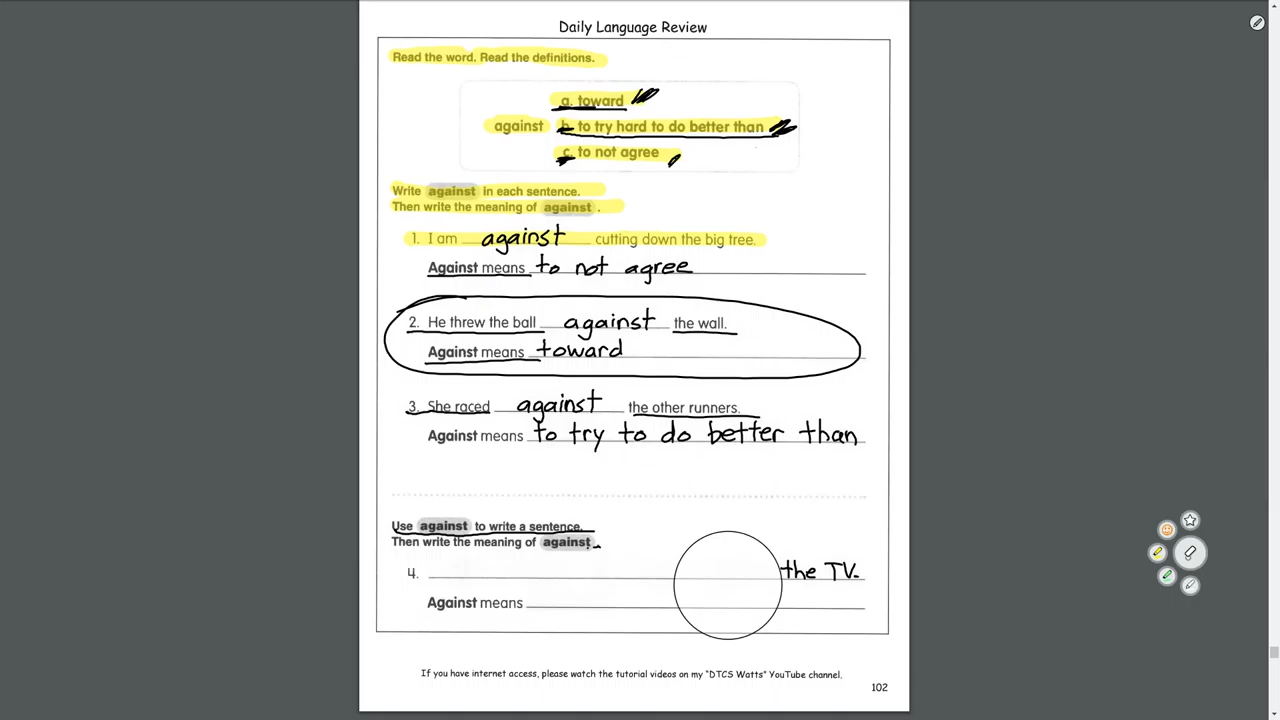 Daily Language Review
Read the word. Read the definitions.
a. toward
against b. to try hard to do better than
c. to not agree
Write against in each sentence.
Then write the meaning of against .
1. I am against cutting down the big tree.
Against means to not agree
2. He threw the ball against the wall.
Against means toward
3. She raced against the other runners.
Against means to try to do better than
Use against to write a sentence.
Then write the meaning of against.
4. the TV.
Against means
If you have internet access, please watch the tutorial videos on my "DTCS Watts" YouTube channel.
102